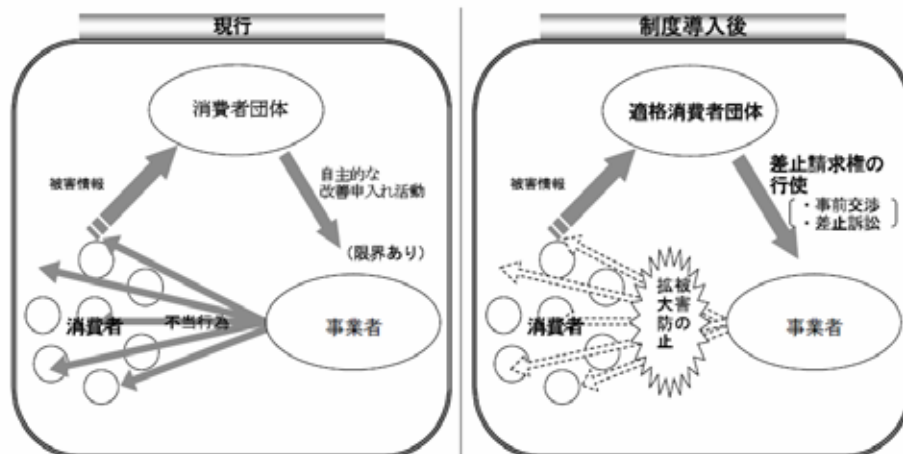 現行
消費者団体
被害情報
自主的な
改善申入れ活動
(限界あり)
消費者
不当行為
事業者
制度導入後
適格消費者団体
被害情報
差止請求権の
行使
・事前交渉
・差止訴訟
消費者
被害の
拡大防止
事業者